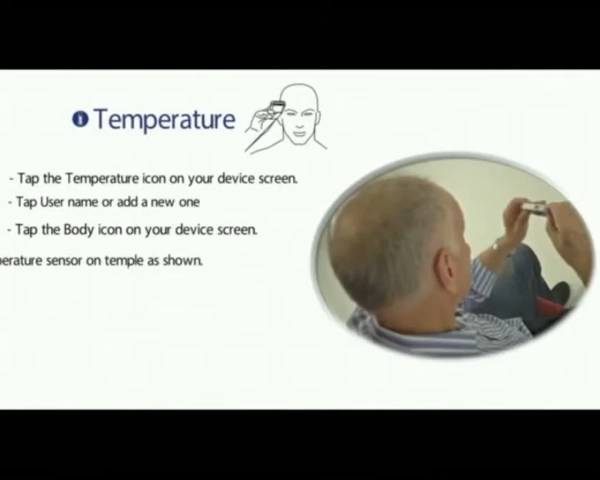 Temperature
- Tap the Temperature icon on your device screen.
- Tap User name or add a new one
- Tap the Body icon on your device screen.
erature sensor on temple as shown.